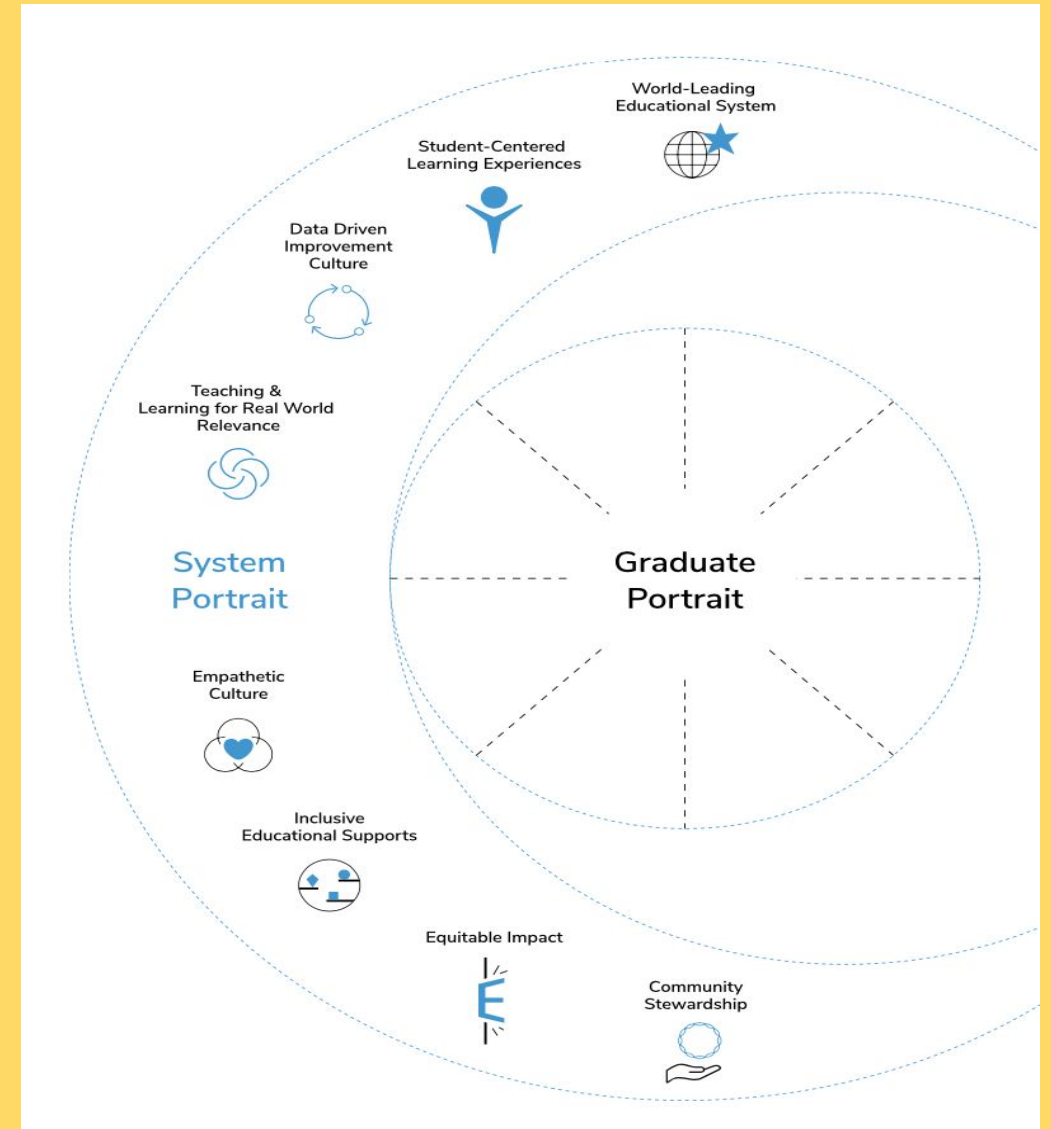 World-Leading
Educational System
Student-Centered
Learning Experiences
Data Driven
Improvement
Culture
Teaching &
Learning for Real World
Relevance
System
Portrait
Graduate
Portrait
Empathetic
Culture
Inclusive
Educational Supports
Equitable Impact
E
Community
Stewardship